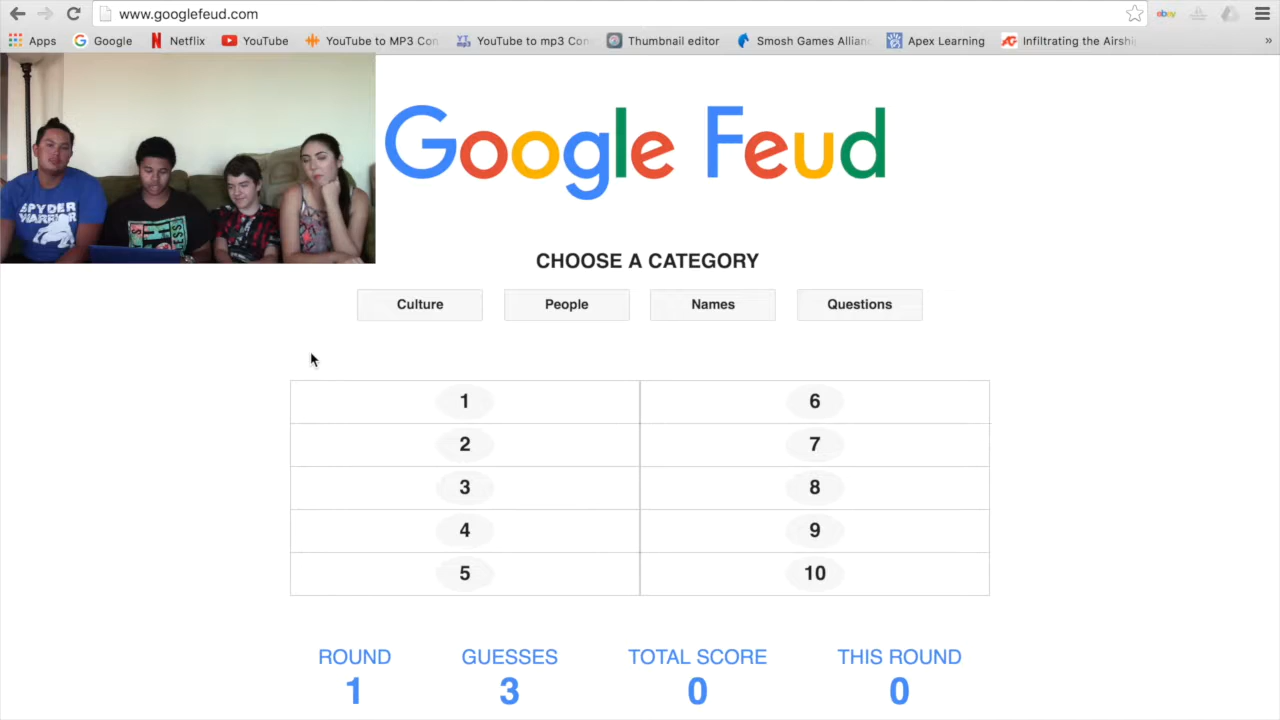 www.googlefeud.com
Apps Google Netflix YouTube YouTube to MP3 Con YouTube to mp3 Con Thumbnail editor Smosh Games Allian Apex Learning Infiltrating the Airshi »
ebay
SPYDER
WARRIOR
Google Feud
CHOOSE A CATEGORY
Culture People Names Questions
1 6
2 7
3 8
4 9
5 10
ROUND GUESSES TOTAL SCORE THIS ROUND
1 3 0 0